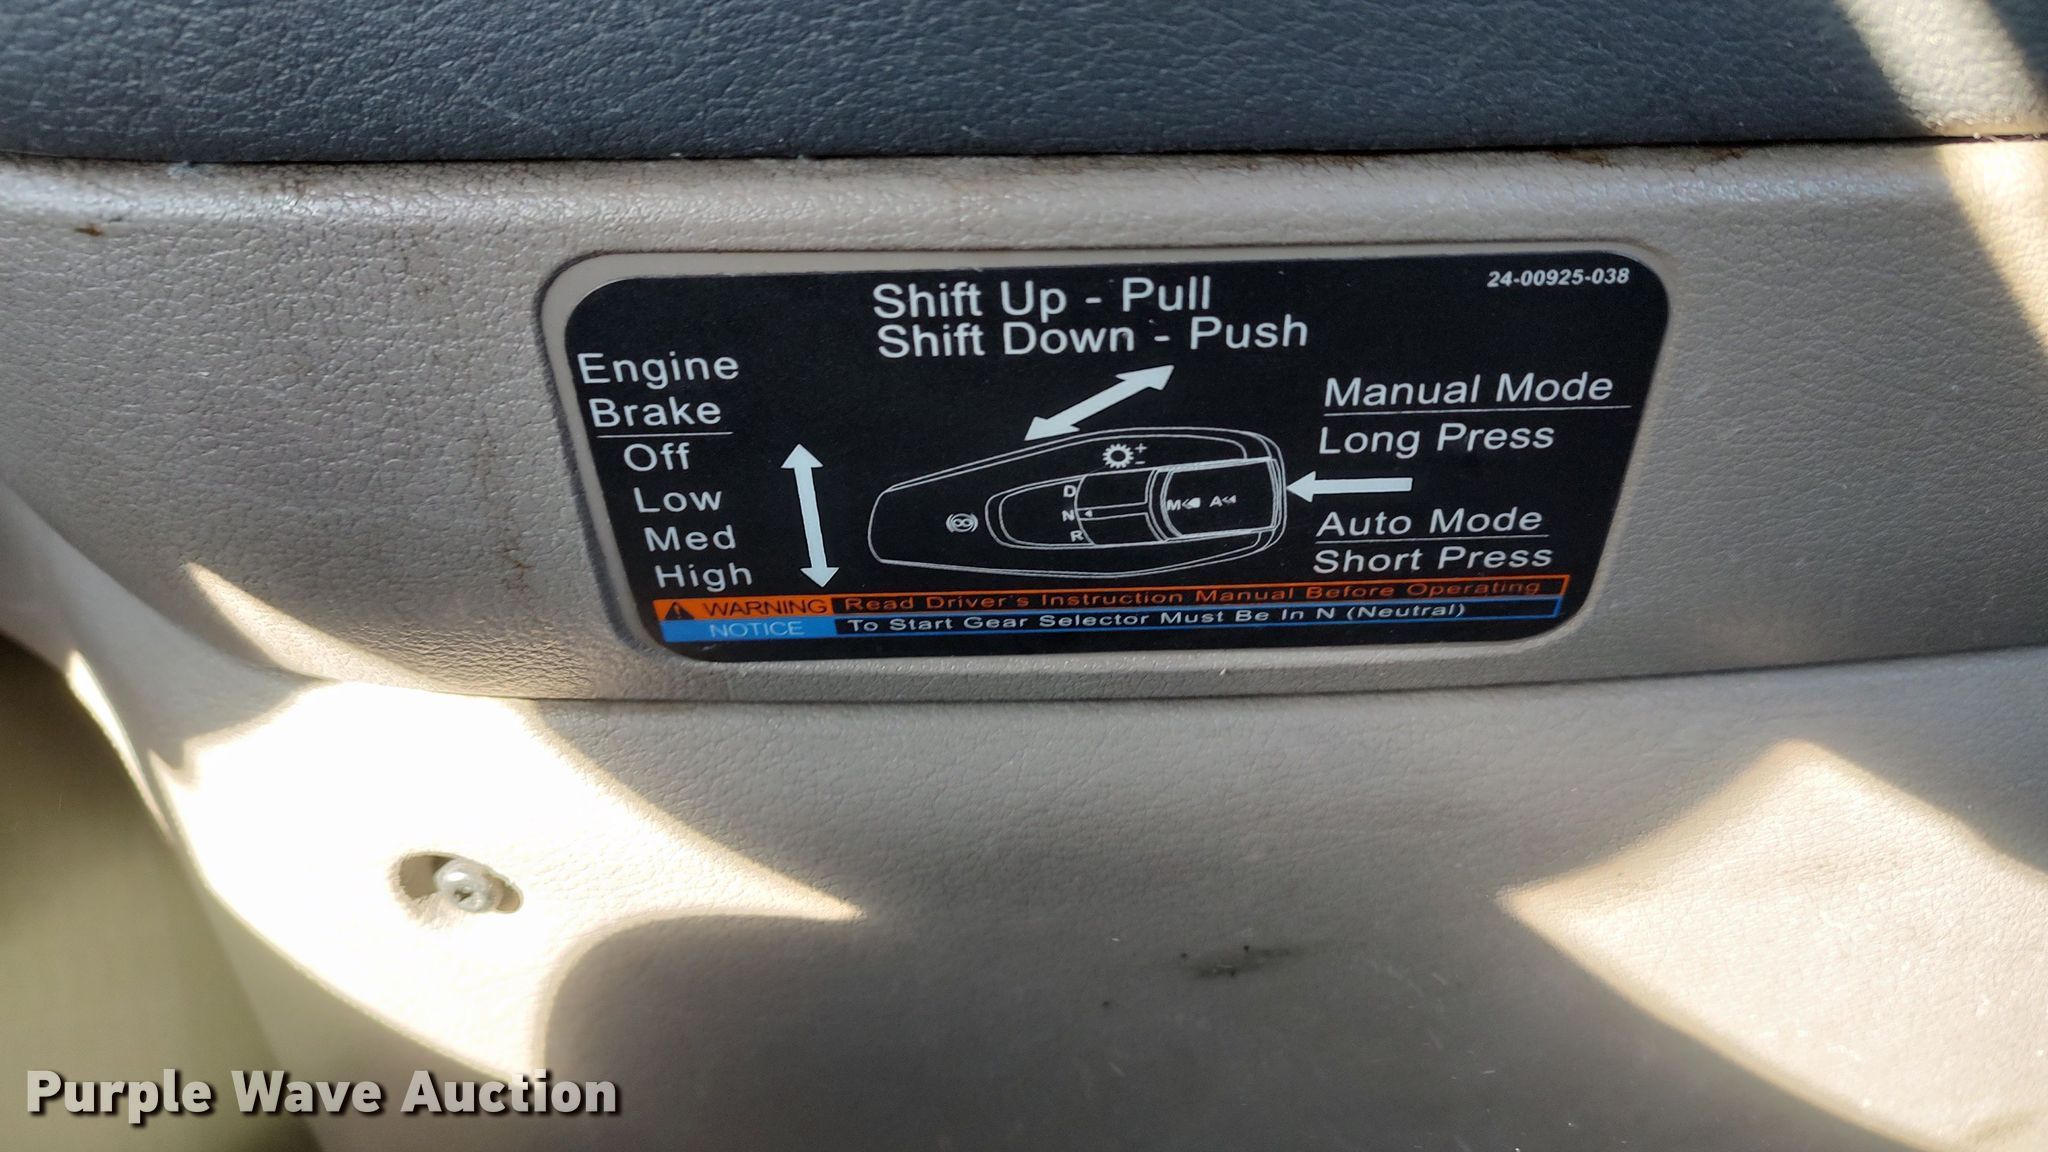 24-00925-038
Shift Up - Pull
Shift Down - Push
Engine
Brake
Off
Low
Med
High
+
-
D
N
R
M
A
Manual Mode
Long Press
Auto Mode
Short Press
WARNING Read Driver's Instruction Manual Before Operating
NOTICE To Start Gear Selector Must Be In N (Neutral)
Purple Wave Auction